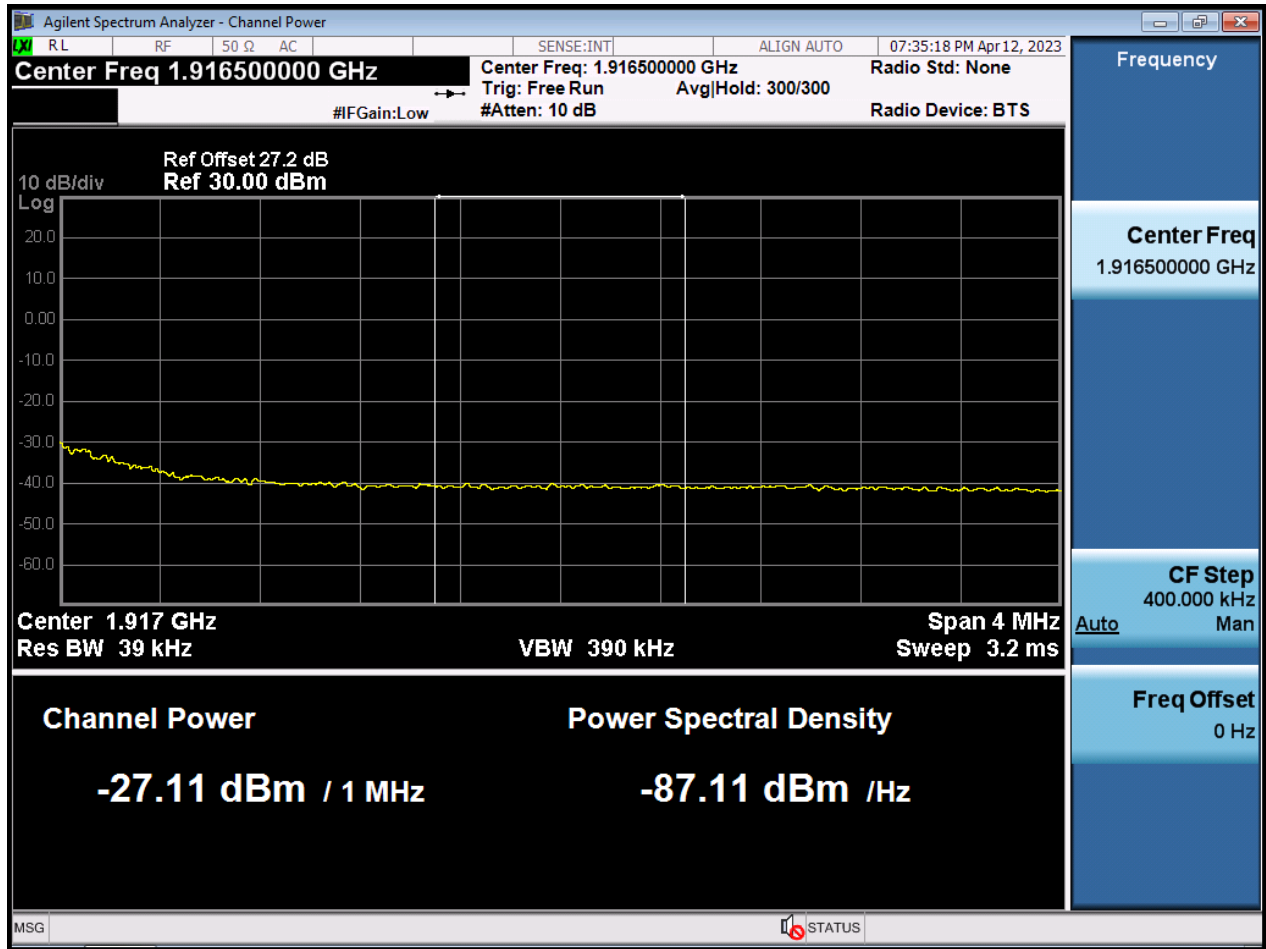 Agilent Spectrum Analyzer - Channel Power
LXI RL RF 50 Ω AC SENSE:INT ALIGN AUTO 07:35:18 PM Apr 12, 2023
Center Freq 1.916500000 GHz
Center Freq: 1.916500000 GHz Radio Std: None
Trig: Free Run Avg|Hold: 300/300
#IFGain:Low #Atten: 10 dB Radio Device: BTS
Ref Offset 27.2 dB
10 dB/div Ref 30.00 dBm
Log
20.0
10.0
0.00
-10.0
-20.0
-30.0
-40.0
-50.0
-60.0
Center 1.917 GHz Span 4 MHz
Res BW 39 kHz VBW 390 kHz Sweep 3.2 ms
Channel Power Power Spectral Density
-27.11 dBm / 1 MHz -87.11 dBm /Hz
Frequency
Center Freq
1.916500000 GHz
CF Step
400.000 kHz
Auto Man
Freq Offset
0 Hz
MSG STATUS